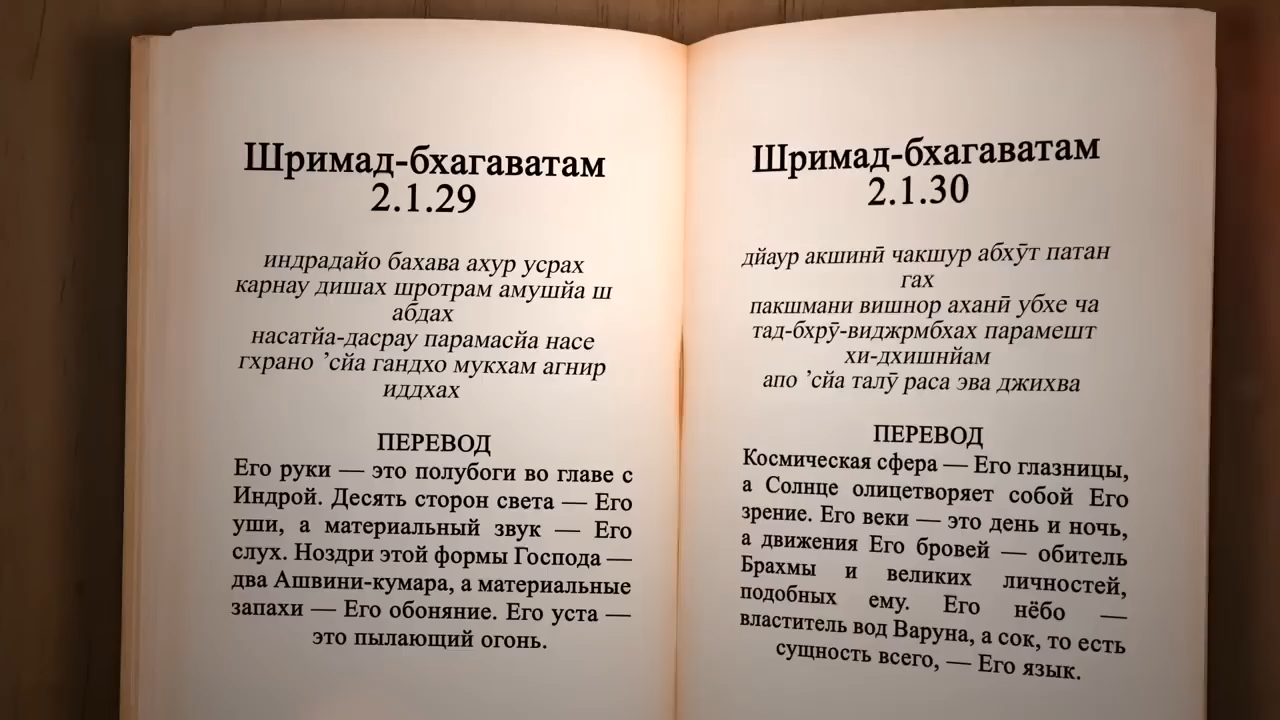 Шримад-бхагаватам
2.1.29
индрадайо бахава ахур усрах
карнау дишах шротрам амушйа ш
абдах
насатйа-дасрау парамасйа насе
гхрано ’сйа гандхо мукхам агнир
иддхах
ПЕРЕВОД
Его руки — это полубоги во главе с
Индрой. Десять сторон света — Его
уши, а материальный звук — Его
слух. Ноздри этой формы Господа —
два Ашвини-кумара, а материальные
запахи — Его обоняние. Его уста —
это пылающий огонь.
Шримад-бхагаватам
2.1.30
дйаур акшинӣ чакшур абхӯт патан
гах
пакшмани вишнор аханӣ убхе ча
тад-бхрӯ-виджрмбхах парамешт
хи-дхишнйам
апо ’сйа талӯ раса эва джихва
ПЕРЕВОД
Космическая сфера — Его глазницы,
а Солнце олицетворяет собой Его
зрение. Его веки — это день и ночь,
а движения Его бровей — обитель
Брахмы и великих личностей,
подобных ему. Его нёбо —
властитель вод Варуна, а сок, то есть
сущность всего, — Его язык.